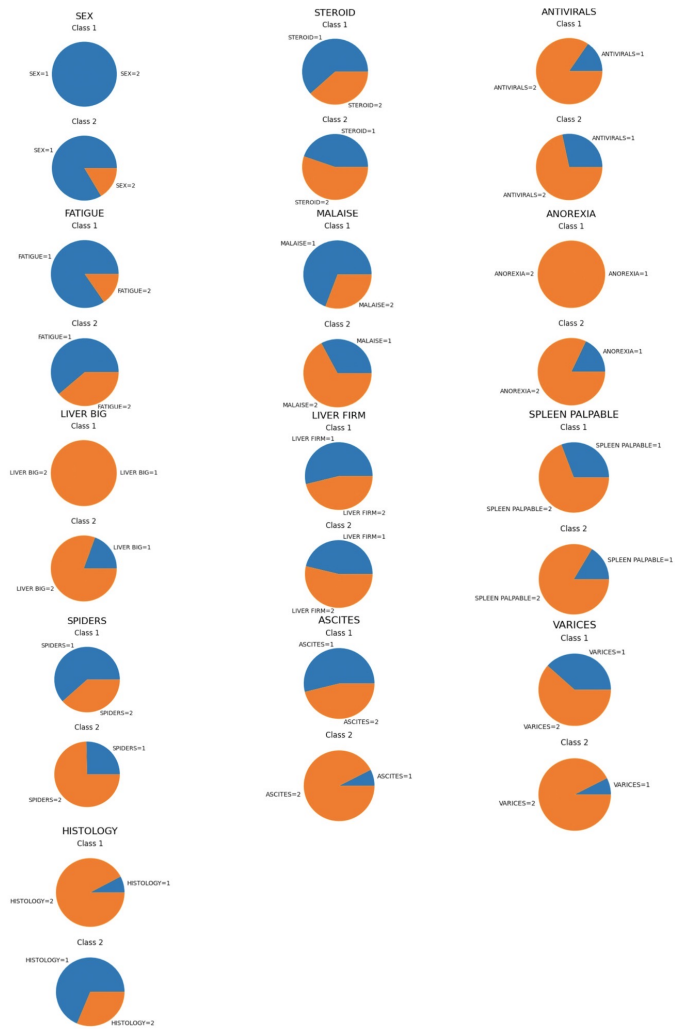 SEX
Class 1
SEX=1
SEX=2
Class 2
SEX=1
SEX=2
STEROID
Class 1
STEROID=1
STEROID=2
Class 2
STEROID=1
STEROID=2
ANTIVIRALS
Class 1
ANTIVIRALS=1
ANTIVIRALS=2
Class 2
ANTIVIRALS=1
ANTIVIRALS=2
FATIGUE
Class 1
FATIGUE=1
FATIGUE=2
Class 2
FATIGUE=1
FATIGUE=2
MALAISE
Class 1
MALAISE=1
MALAISE=2
Class 2
MALAISE=1
MALAISE=2
ANOREXIA
Class 1
ANOREXIA=2
ANOREXIA=1
Class 2
ANOREXIA=1
ANOREXIA=2
LIVER BIG
Class 1
LIVER BIG=2
LIVER BIG=1
Class 2
LIVER BIG=1
LIVER BIG=2
LIVER FIRM
Class 1
LIVER FIRM=1
LIVER FIRM=2
Class 2
LIVER FIRM=1
LIVER FIRM=2
SPLEEN PALPABLE
Class 1
SPLEEN PALPABLE=1
SPLEEN PALPABLE=2
Class 2
SPLEEN PALPABLE=1
SPLEEN PALPABLE=2
SPIDERS
Class 1
SPIDERS=1
SPIDERS=2
Class 2
SPIDERS=1
SPIDERS=2
ASCITES
Class 1
ASCITES=1
ASCITES=2
Class 2
ASCITES=1
ASCITES=2
VARICES
Class 1
VARICES=1
VARICES=2
Class 2
VARICES=1
VARICES=2
HISTOLOGY
Class 1
HISTOLOGY=1
HISTOLOGY=2
Class 2
HISTOLOGY=1
HISTOLOGY=2